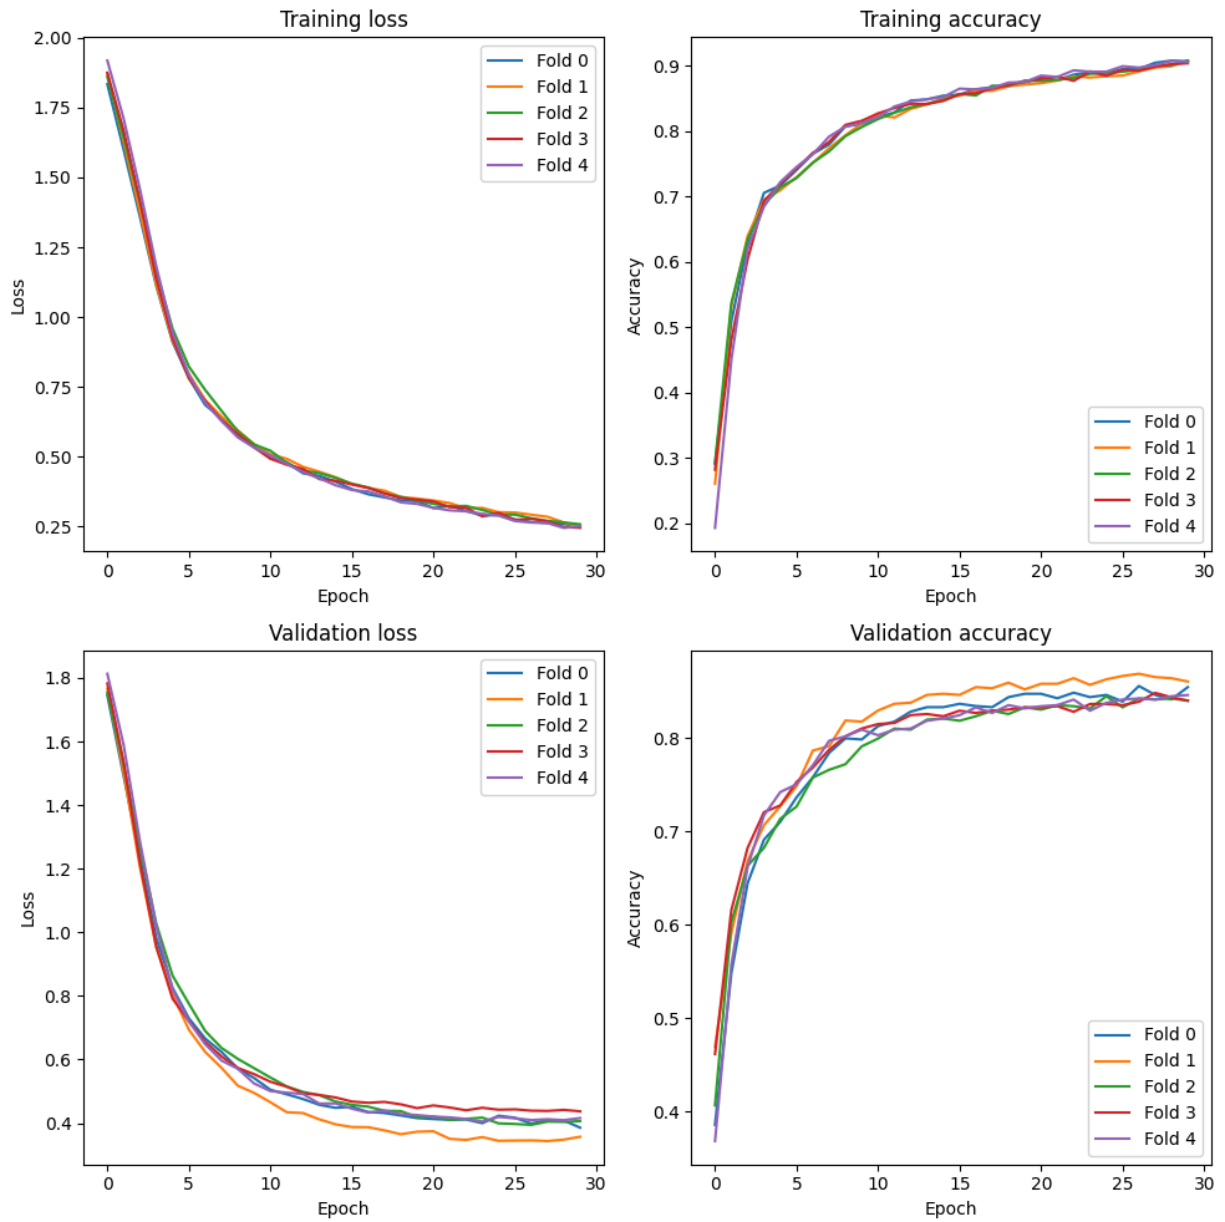 Training loss
2.00
1.75
1.50
1.25
1.00
0.75
0.50
0.25
Loss
0 5 10 15 20 25 30
Epoch
Fold 0
Fold 1
Fold 2
Fold 3
Fold 4
Training accuracy
0.9
0.8
0.7
0.6
0.5
0.4
0.3
0.2
Accuracy
0 5 10 15 20 25 30
Epoch
Fold 0
Fold 1
Fold 2
Fold 3
Fold 4
Validation loss
1.8
1.6
1.4
1.2
1.0
0.8
0.6
0.4
Loss
0 5 10 15 20 25 30
Epoch
Fold 0
Fold 1
Fold 2
Fold 3
Fold 4
Validation accuracy
0.8
0.7
0.6
0.5
0.4
Accuracy
0 5 10 15 20 25 30
Epoch
Fold 0
Fold 1
Fold 2
Fold 3
Fold 4